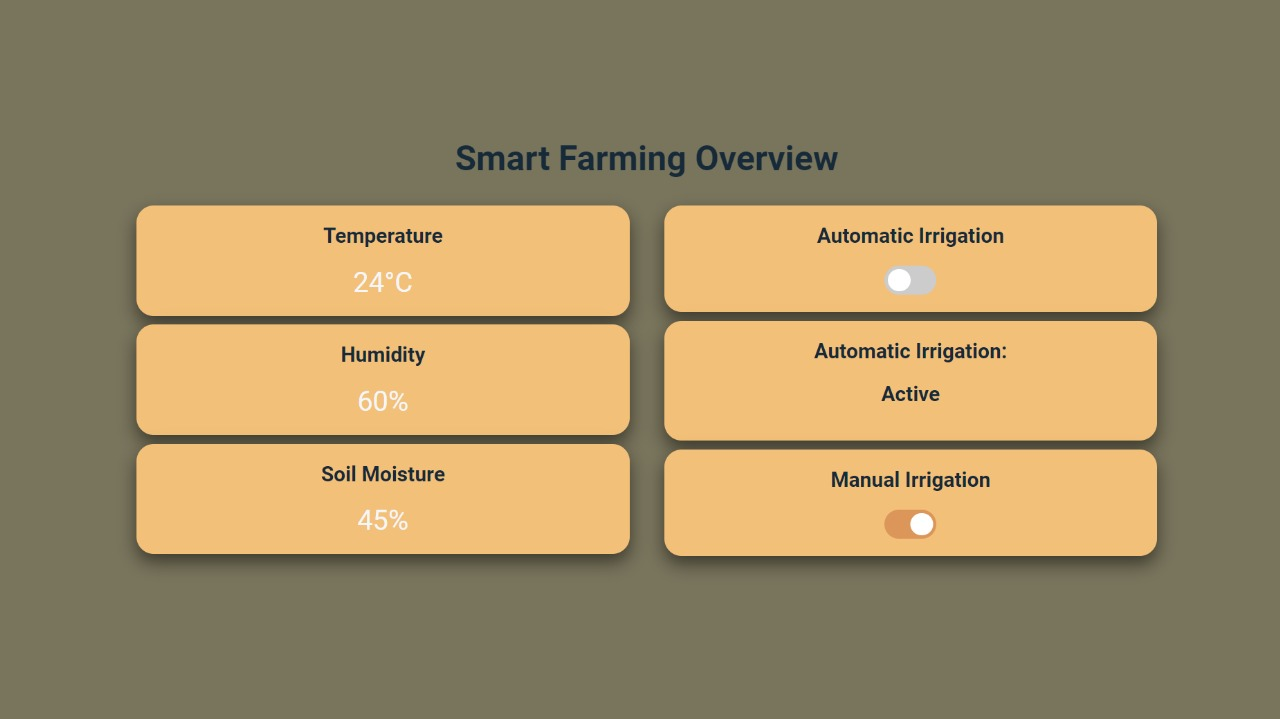 Smart Farming Overview
Temperature
24°C
Humidity
60%
Soil Moisture
45%
Automatic Irrigation
Automatic Irrigation:
Active
Manual Irrigation